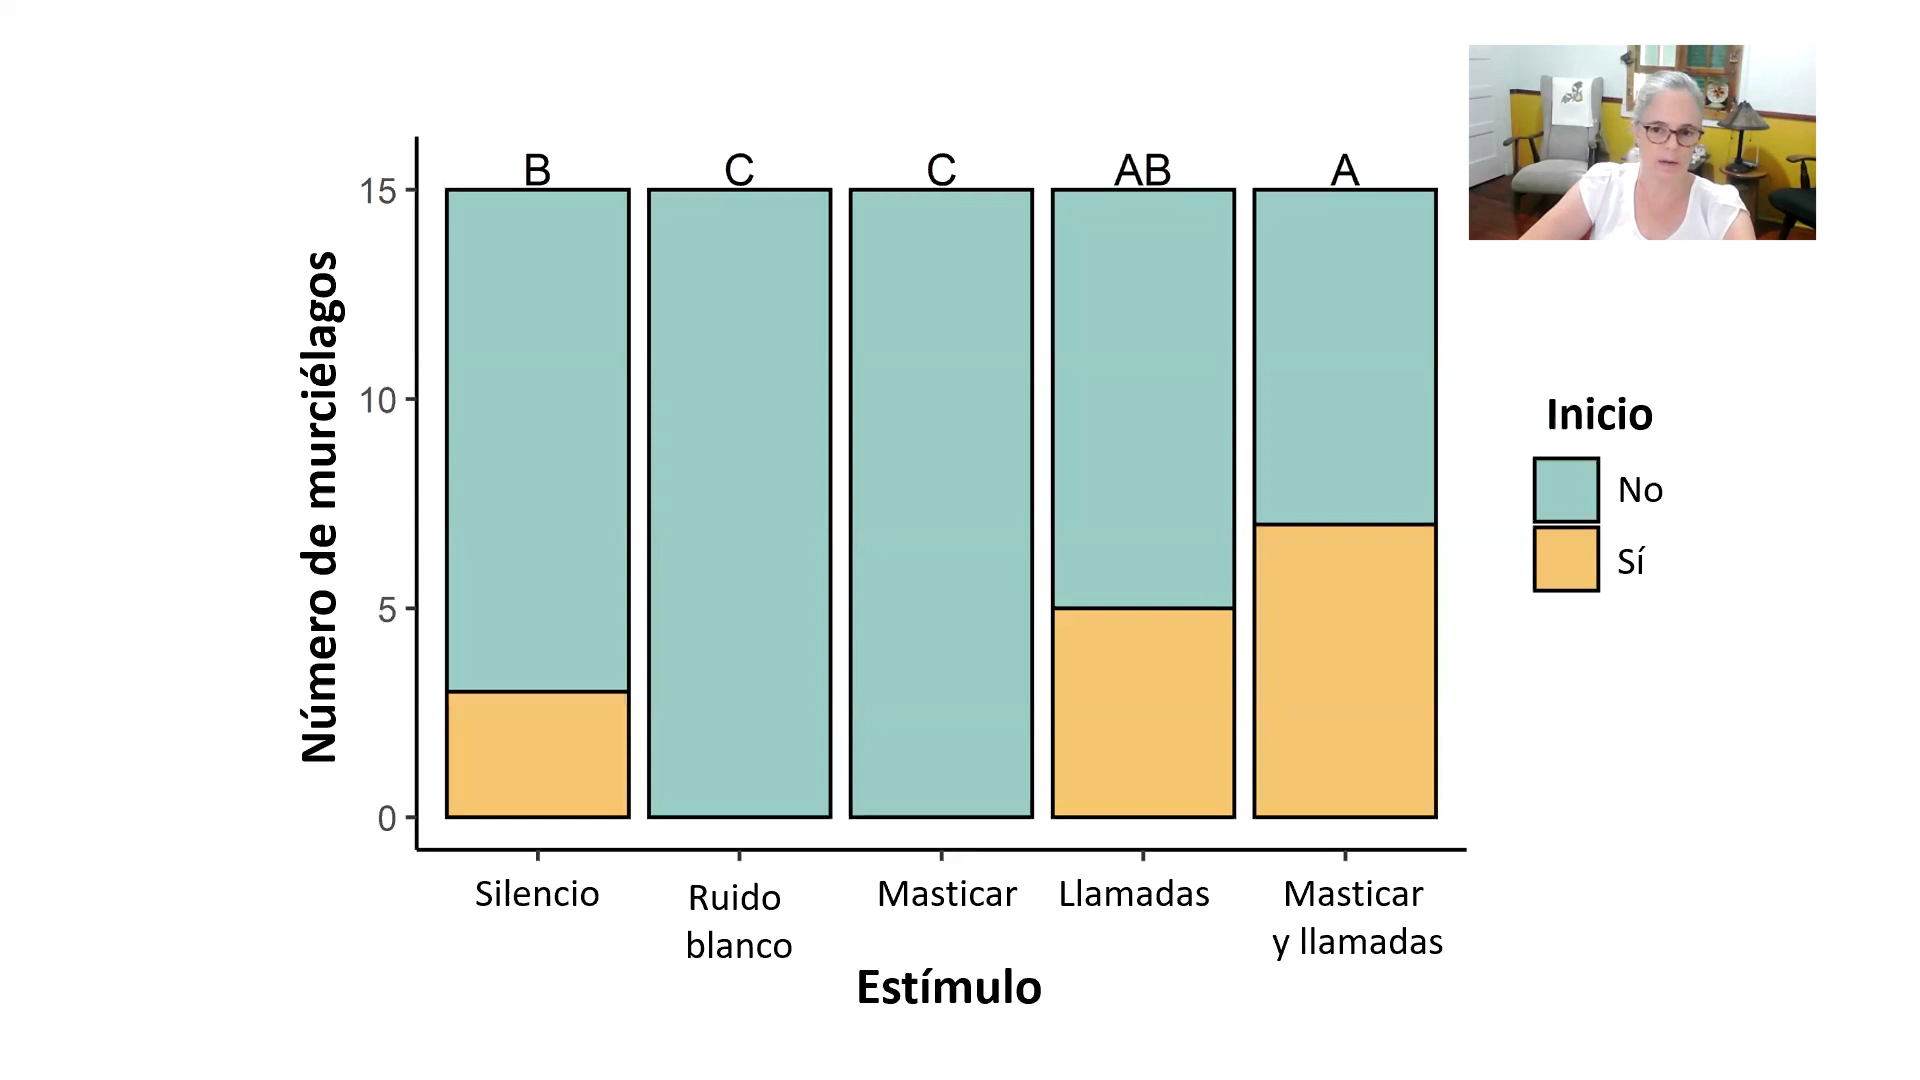 B
C
C
AB
A
15
10
5
0
Número de murciélagos
Silencio
Ruido
blanco
Masticar
Llamadas
Masticar
y llamadas
Estímulo
Inicio
No
Sí